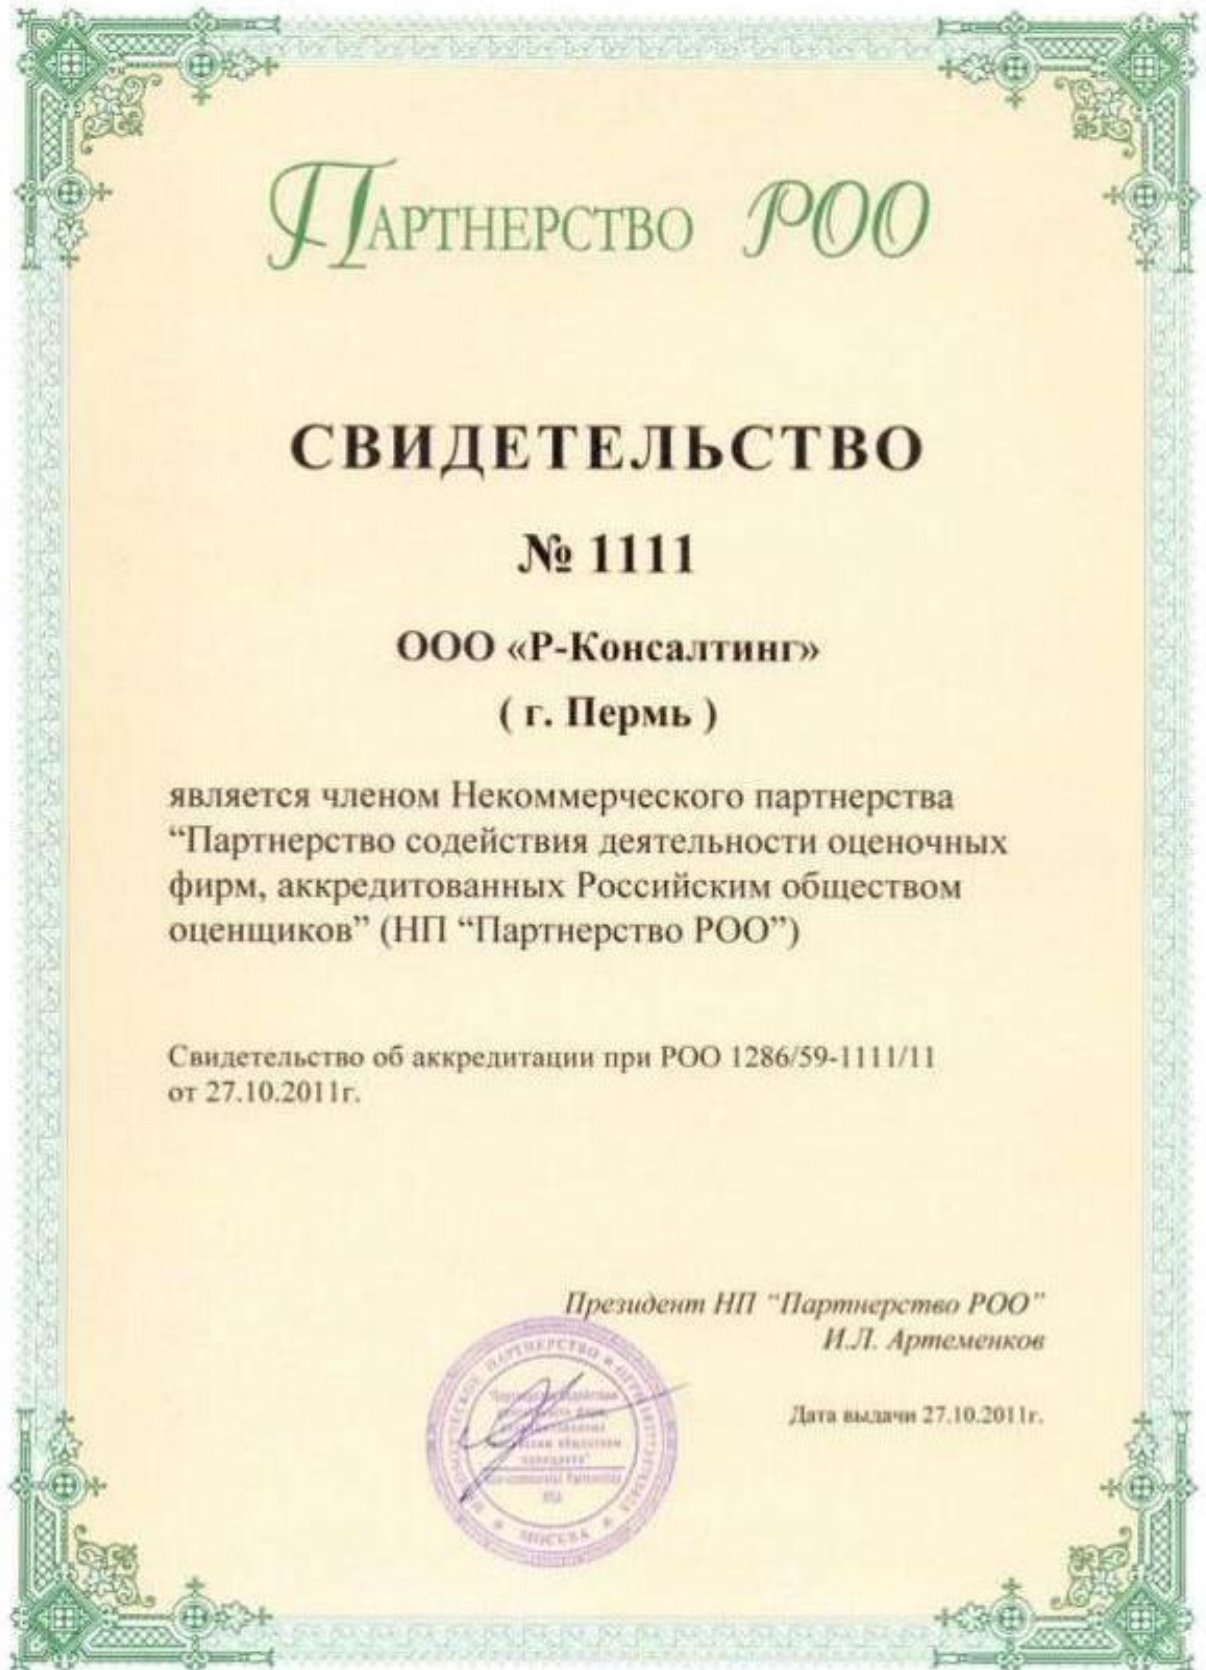 Партнерство РОО
СВИДЕТЕЛЬСТВО
№ 1111
ООО «Р-Консалтинг»
( г. Пермь )
является членом Некоммерческого партнерства
“Партнерство содействия деятельности оценочных
фирм, аккредитованных Российским обществом
оценщиков” (НП “Партнерство РОО”)
Свидетельство об аккредитации при РОО 1286/59-1111/11
от 27.10.2011г.
Президент НП “Партнерство РОО”
И.Л. Артеменков
Дата выдачи 27.10.2011г.
ПАРТНЕРСТВО
МОСКВА